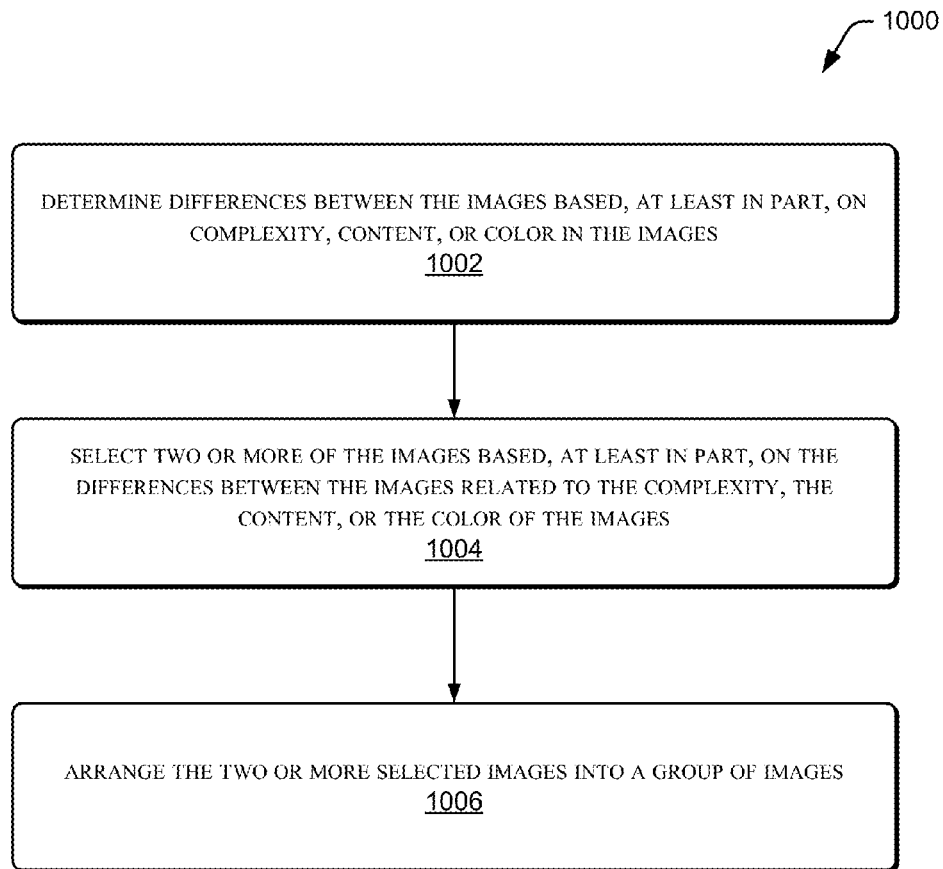 1000
DETERMINE DIFFERENCES BETWEEN THE IMAGES BASED, AT LEAST IN PART, ON
COMPLEXITY, CONTENT, OR COLOR IN THE IMAGES
1002
SELECT TWO OR MORE OF THE IMAGES BASED, AT LEAST IN PART, ON THE
DIFFERENCES BETWEEN THE IMAGES RELATED TO THE COMPLEXITY, THE
CONTENT, OR THE COLOR OF THE IMAGES
1004
ARRANGE THE TWO OR MORE SELECTED IMAGES INTO A GROUP OF IMAGES
1006